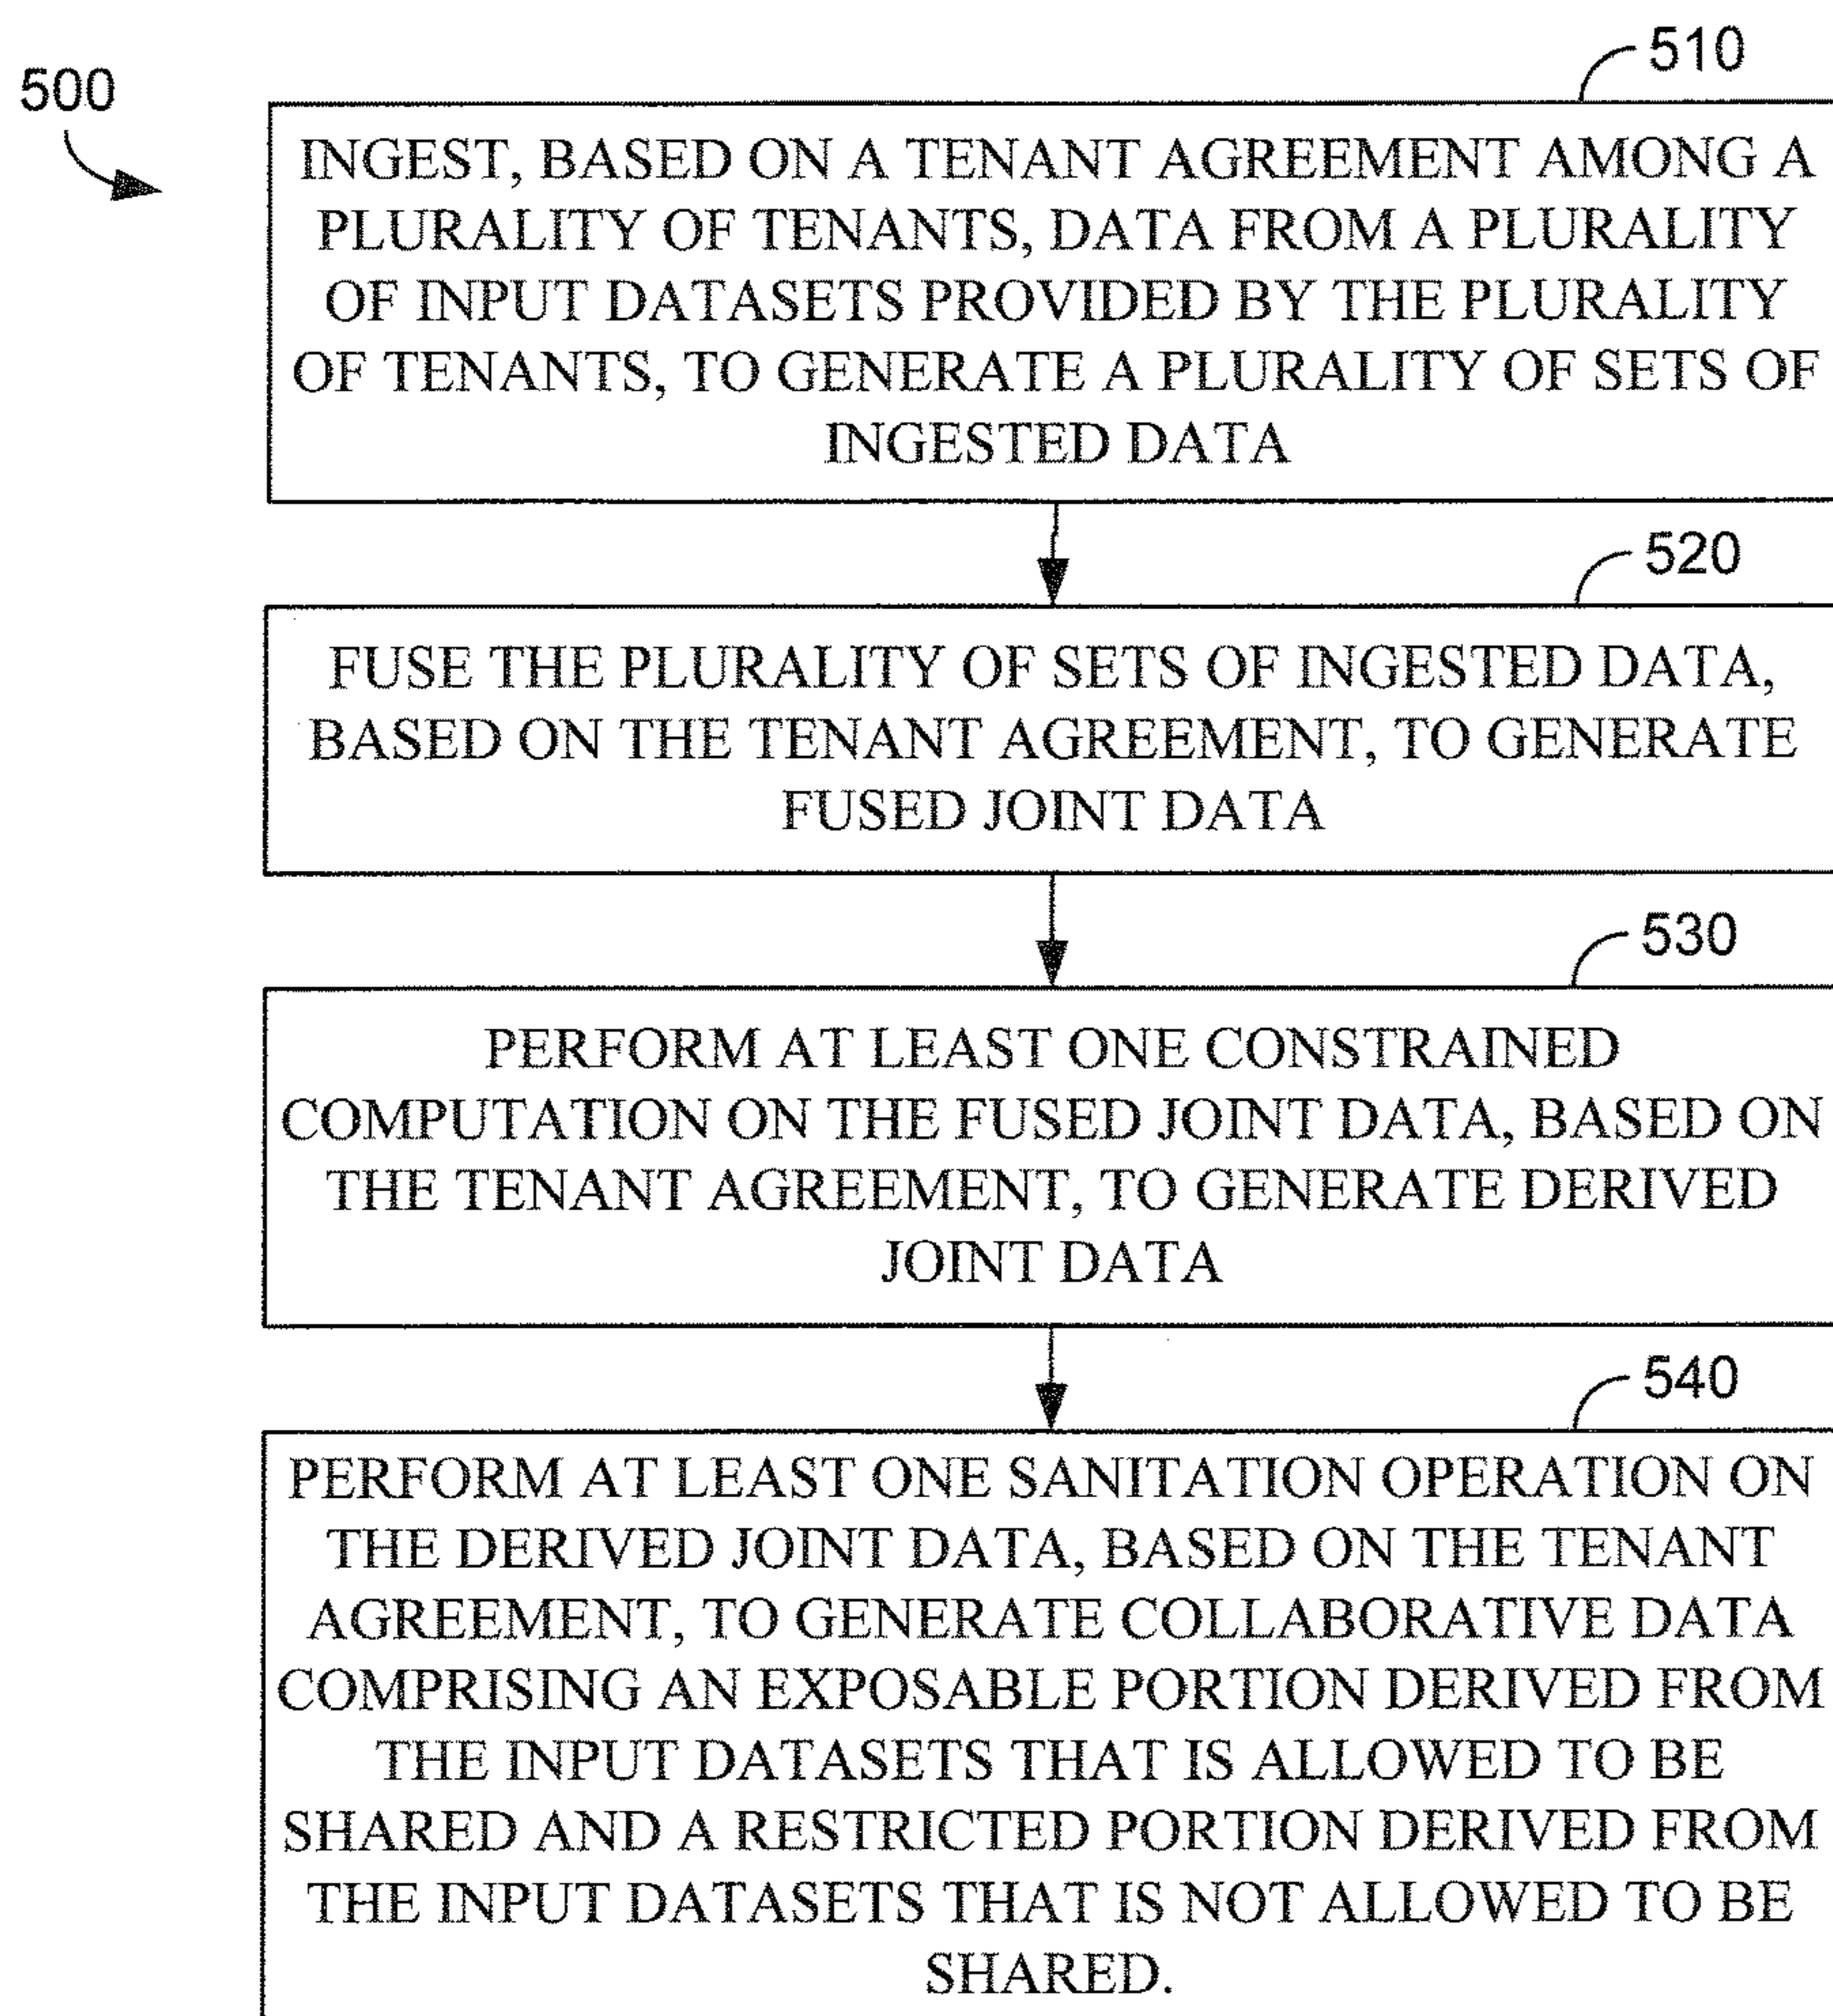 500
510
INGEST, BASED ON A TENANT AGREEMENT AMONG A
PLURALITY OF TENANTS, DATA FROM A PLURALITY
OF INPUT DATASETS PROVIDED BY THE PLURALITY
OF TENANTS, TO GENERATE A PLURALITY OF SETS OF
INGESTED DATA
520
FUSE THE PLURALITY OF SETS OF INGESTED DATA,
BASED ON THE TENANT AGREEMENT, TO GENERATE
FUSED JOINT DATA
530
PERFORM AT LEAST ONE CONSTRAINED
COMPUTATION ON THE FUSED JOINT DATA, BASED ON
THE TENANT AGREEMENT, TO GENERATE DERIVED
JOINT DATA
540
PERFORM AT LEAST ONE SANITATION OPERATION ON
THE DERIVED JOINT DATA, BASED ON THE TENANT
AGREEMENT, TO GENERATE COLLABORATIVE DATA
COMPRISING AN EXPOSABLE PORTION DERIVED FROM
THE INPUT DATASETS THAT IS ALLOWED TO BE
SHARED AND A RESTRICTED PORTION DERIVED FROM
THE INPUT DATASETS THAT IS NOT ALLOWED TO BE
SHARED.